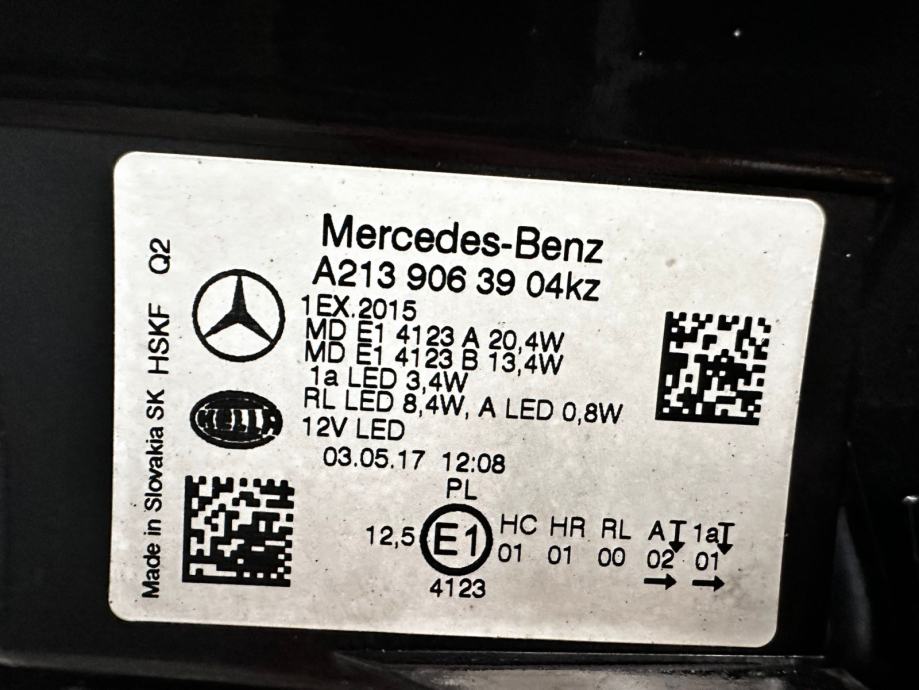 Mercedes-Benz
A213 906 39 04kz
1EX.2015
MD E1 4123 A 20,4W
MD E1 4123 B 13,4W
1a LED 3,4W
RL LED 8,4W, A LED 0,8W
12V LED
03.05.17 12:08
HELLA
PL
12,5 E1 HC HR RL A 1a
01 01 00 02 01
4123
Made in Slovakia SK HSKF Q2